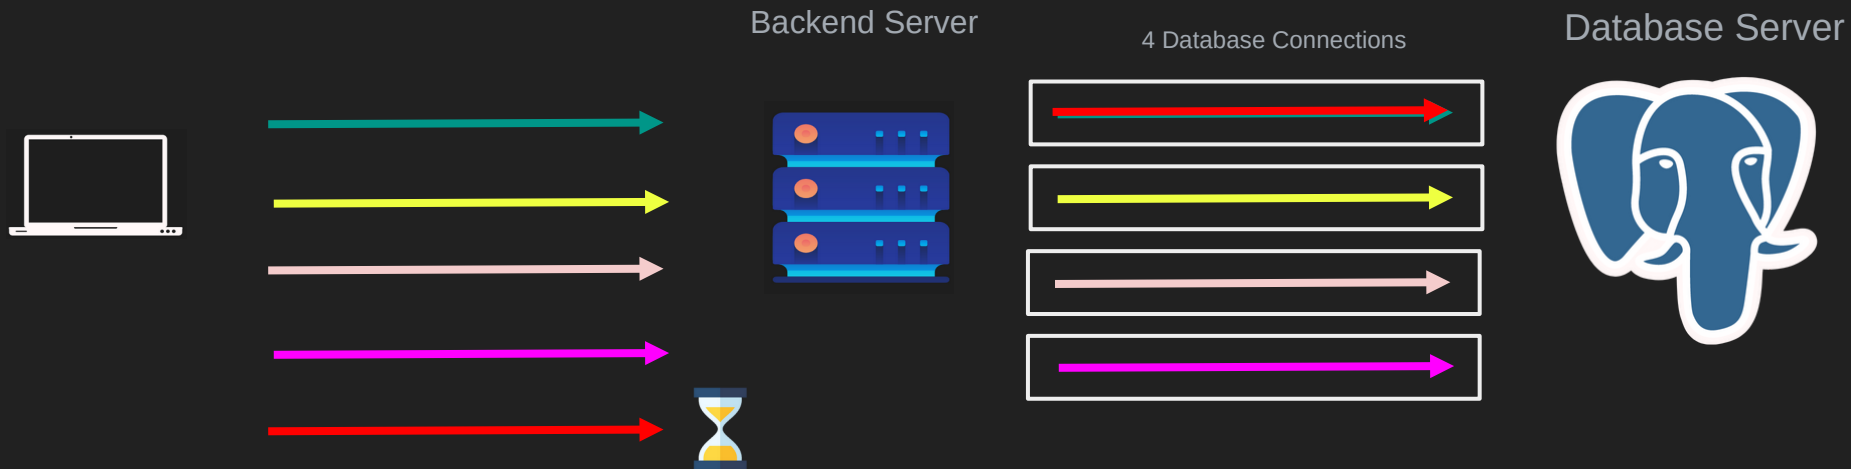 Backend Server
4 Database Connections
Database Server